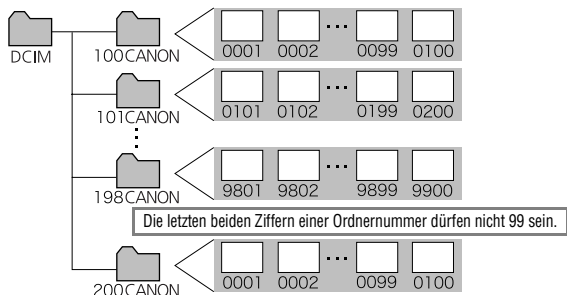 0001 0002 ... 0099 0100
DCIM 100CANON
0101 0102 ... 0199 0200
101CANON
9801 9802 ... 9899 9900
198CANON
Die letzten beiden Ziffern einer Ordnernummer dürfen nicht 99 sein.
0001 0002 ... 0099 0100
200CANON